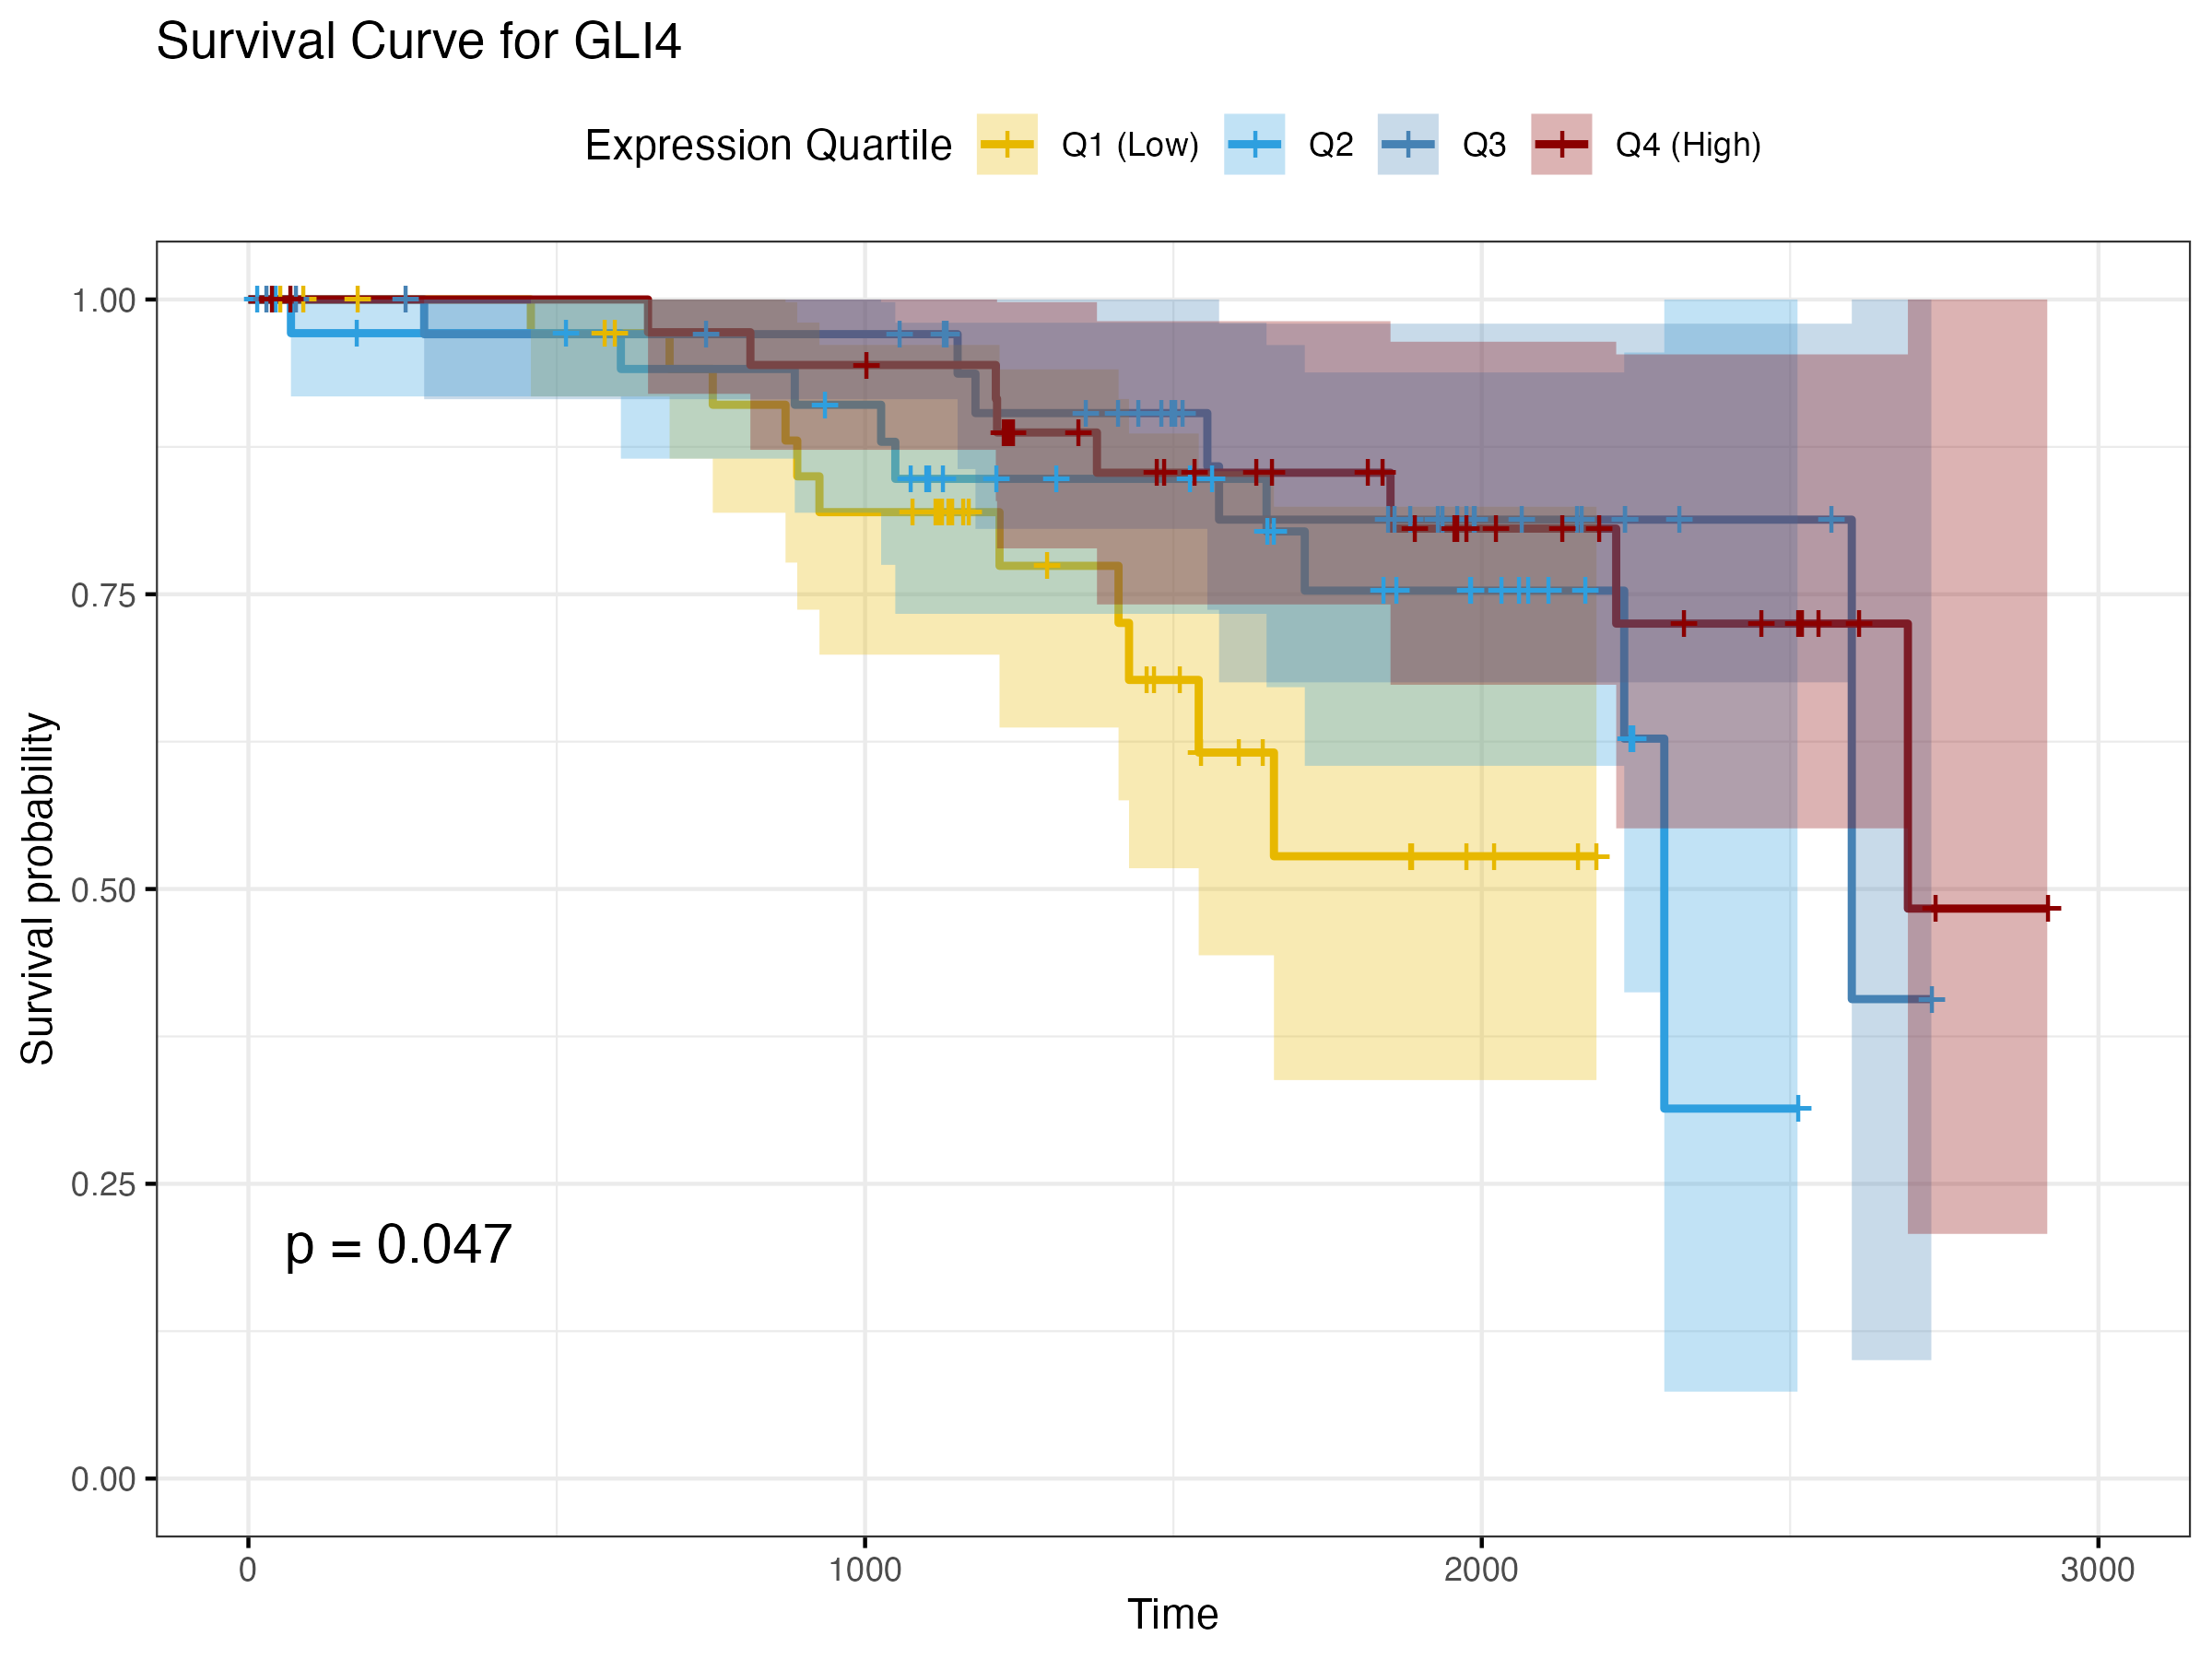 Survival Curve for GLI4
Expression Quartile Q1 (Low) Q2 Q3 Q4 (High)
Survival probability
1.00
0.75
0.50
0.25
0.00
p = 0.047
0 1000 2000 3000
Time